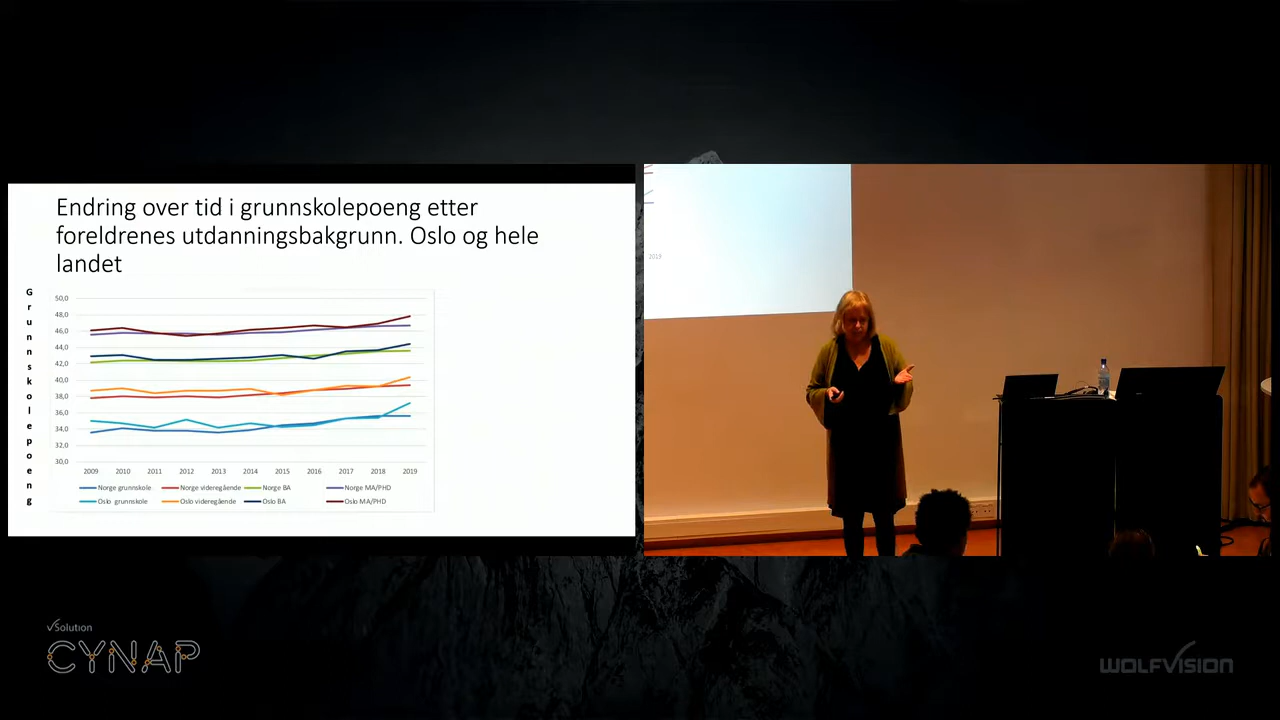 Endring over tid i grunnskolepoeng etter
foreldrenes utdanningsbakgrunn. Oslo og hele
landet
Grunnskolepoeng
50,0
48,0
46,0
44,0
42,0
40,0
38,0
36,0
34,0
32,0
30,0
2009 2010 2011 2012 2013 2014 2015 2016 2017 2018 2019
Norge grunnskole Norge videregående Norge BA Norge MA/PHD
Oslo grunnskole Oslo videregående Oslo BA Oslo MA/PHD
2019
vSolution
CYNAP
WOLFVISION